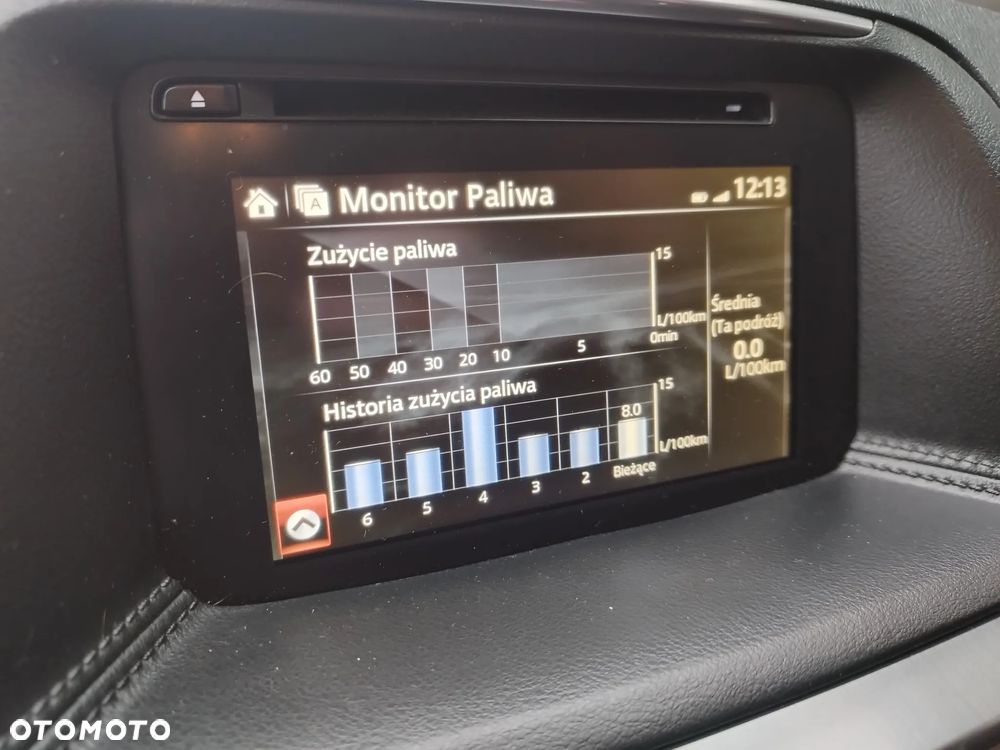 A
Monitor Paliwa
12:13
Zużycie paliwa
15
L/100km
0min
60 50 40 30 20 10 5
Średnia
(Ta podróż)
0.0
L/100km
Historia zużycia paliwa
15
8.0
L/100km
6 5 4 3 2 Bieżące
OTOMOTO